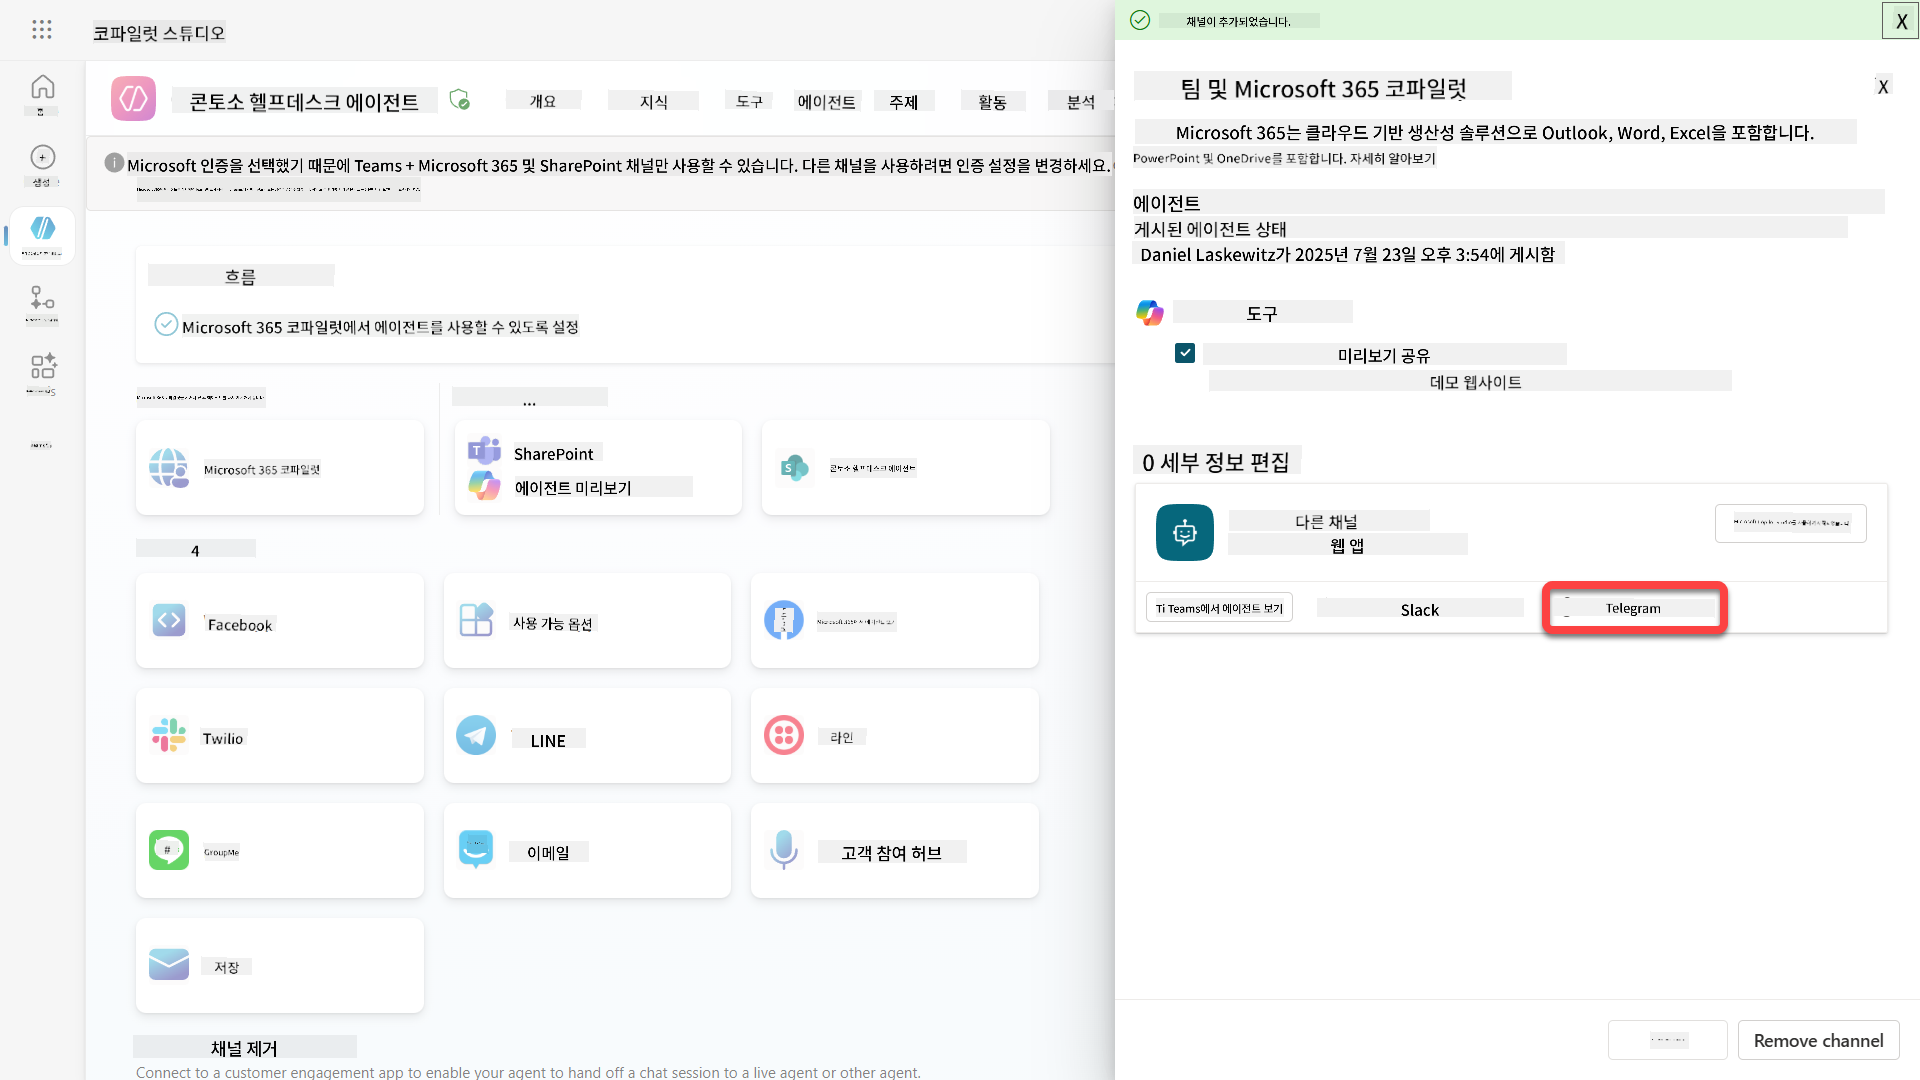 코파일럿 스튜디오
홈
생성
콘토소 헬프데스크 에이전트
개요
지식
도구
에이전트
주제
활동
분석
Microsoft 인증을 선택했기 때문에 Teams + Microsoft 365 및 SharePoint 채널만 사용할 수 있습니다. 다른 채널을 사용하려면 인증 설정을 변경하세요.
흐름
Microsoft 365 코파일럿에서 에이전트를 사용할 수 있도록 설정
...
Microsoft 365 코파일럿
SharePoint
에이전트 미리보기
콘토소 헬프데스크 에이전트
4
Facebook
사용 가능 옵션
Twilio
LINE
라인
GroupMe
이메일
고객 참여 허브
저장
채널 제거
Connect to a customer engagement app to enable your agent to hand off a chat session to a live agent or other agent.
채널이 추가되었습니다.
X
팀 및 Microsoft 365 코파일럿
X
Microsoft 365는 클라우드 기반 생산성 솔루션으로 Outlook, Word, Excel을 포함합니다.
PowerPoint 및 OneDrive를 포함합니다. 자세히 알아보기
에이전트
게시된 에이전트 상태
Daniel Laskewitz가 2025년 7월 23일 오후 3:54에 게시함
도구
미리보기 공유
데모 웹사이트
0 세부 정보 편집
다른 채널
웹 앱
Ti Teams에서 에이전트 보기
Slack
Telegram
Remove channel